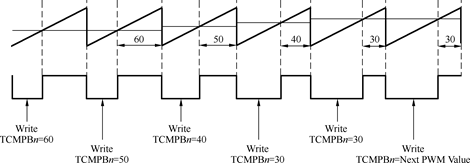 60
50
40
30
30
Write
TCMPBn=60
Write
TCMPBn=50
Write
TCMPBn=40
Write
TCMPBn=30
Write
TCMPBn=30
Write
TCMPBn=Next PWM Value